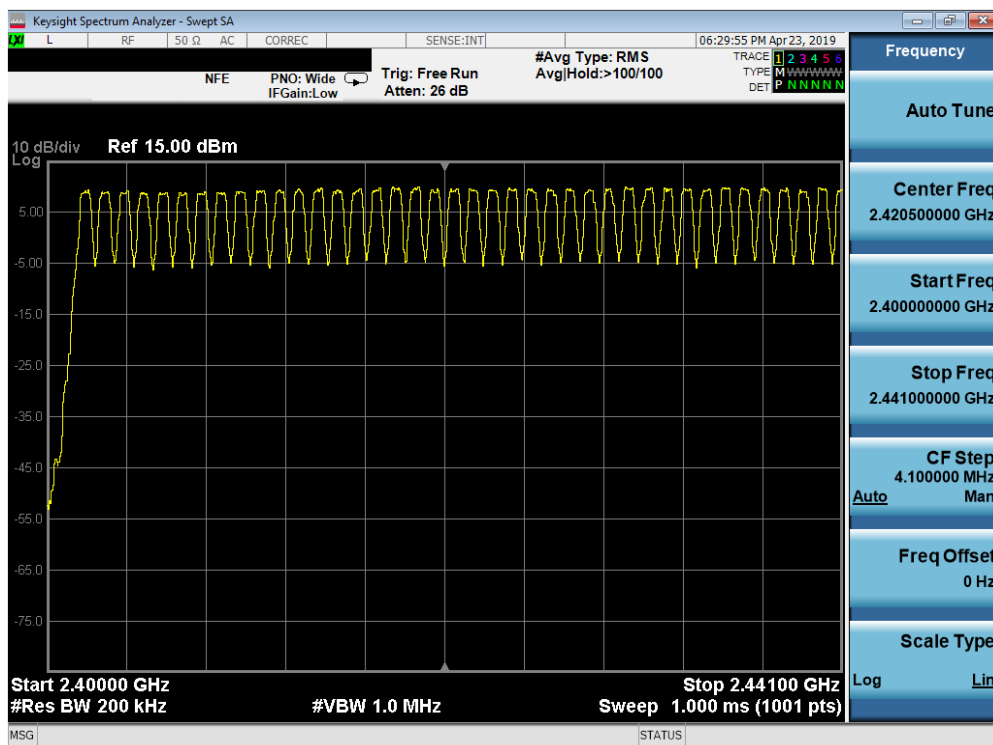 Keysight Spectrum Analyzer - Swept SA
LXI L RF 50 Ω AC CORREC SENSE:INT 06:29:55 PM Apr 23, 2019
Frequency
#Avg Type: RMS
TRACE 1 2 3 4 5 6
NFE PNO: Wide Trig: Free Run Avg|Hold:>100/100
TYPE M WWWWW
IFGain:Low Atten: 26 dB
DET P N N N N N
Auto Tune
10 dB/div Ref 15.00 dBm
Log
Center Freq
2.420500000 GHz
5.00
-5.00
Start Freq
2.400000000 GHz
-15.0
-25.0
Stop Freq
2.441000000 GHz
-35.0
-45.0
CF Step
4.100000 MHz
Auto Man
-55.0
Freq Offset
0 Hz
-65.0
-75.0
Scale Type
Log Lin
Start 2.40000 GHz Stop 2.44100 GHz
#Res BW 200 kHz #VBW 1.0 MHz Sweep 1.000 ms (1001 pts)
MSG STATUS